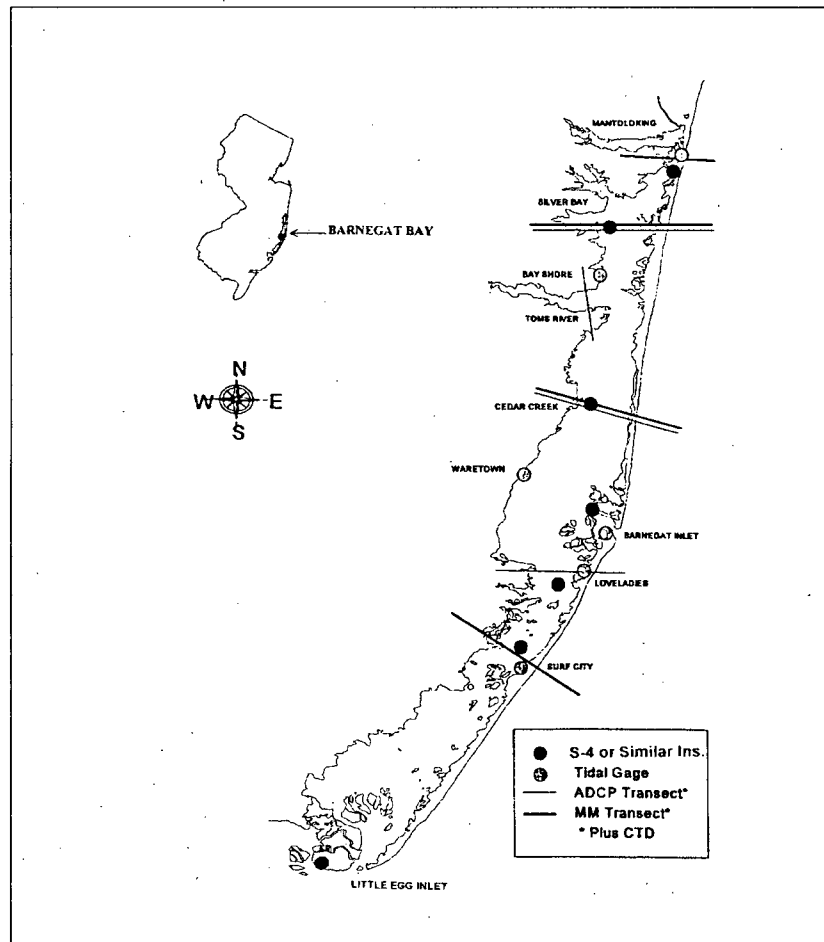 MANTOLOKING
SILVER BAY
BARNEGAT BAY
BAY SHORE
TOMS RIVER
N
W E
S
CEDAR CREEK
WARETOWN
BARNEGAT INLET
LOVELADIES
SURF CITY
S-4 or Similar Ins.
Tidal Gage
ADCP Transect*
MM Transect*
* Plus CTD
LITTLE EGG INLET